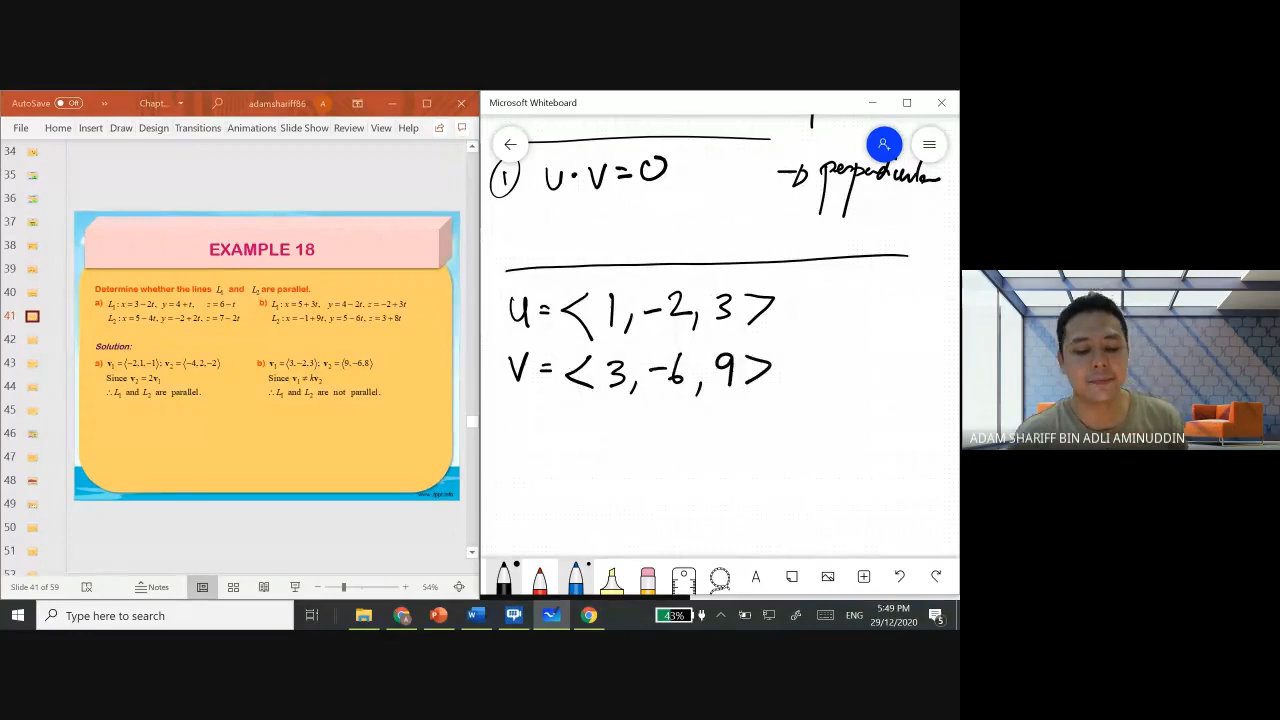 AutoSave Off
Chapt...
adamshariff86
A
File Home Insert Draw Design Transitions Animations Slide Show Review View Help
34
35
36
37
38
39
40
41
42
43
44
45
46
47
48
49
50
51
EXAMPLE 18
Determine whether the lines L₁ and L₂ are parallel.
a) L₁: x = 3 − 2t, y = 4 + t, z = 6 − t
L₂: x = 5 − 4t, y = −2 + 2t, z = 7 − 2t
b) L₁: x = 5 + 3t, y = 4 − 2t, z = −2 + 3t
L₂: x = −1 + 9t, y = 5 − 6t, z = 3 + 8t
Solution:
a) v₁ = ⟨−2,1,−1⟩; v₂ = ⟨−4,2,−2⟩
Since v₂ = 2v₁
∴ L₁ and L₂ are parallel.
b) v₁ = ⟨3,−2,3⟩; v₂ = ⟨9,−6,8⟩
Since v₁ ≠ kv₂
∴ L₁ and L₂ are not parallel.
Slide 41 of 59
Notes
54%
Microsoft Whiteboard
① u · v = 0
→ perpendicular
u = < 1, -2, 3 >
v = < 3, -6, 9 >
A
ADAM SHARIFF BIN ADLI AMINUDDIN
Type here to search
43%
ENG
5:49 PM
29/12/2020
5